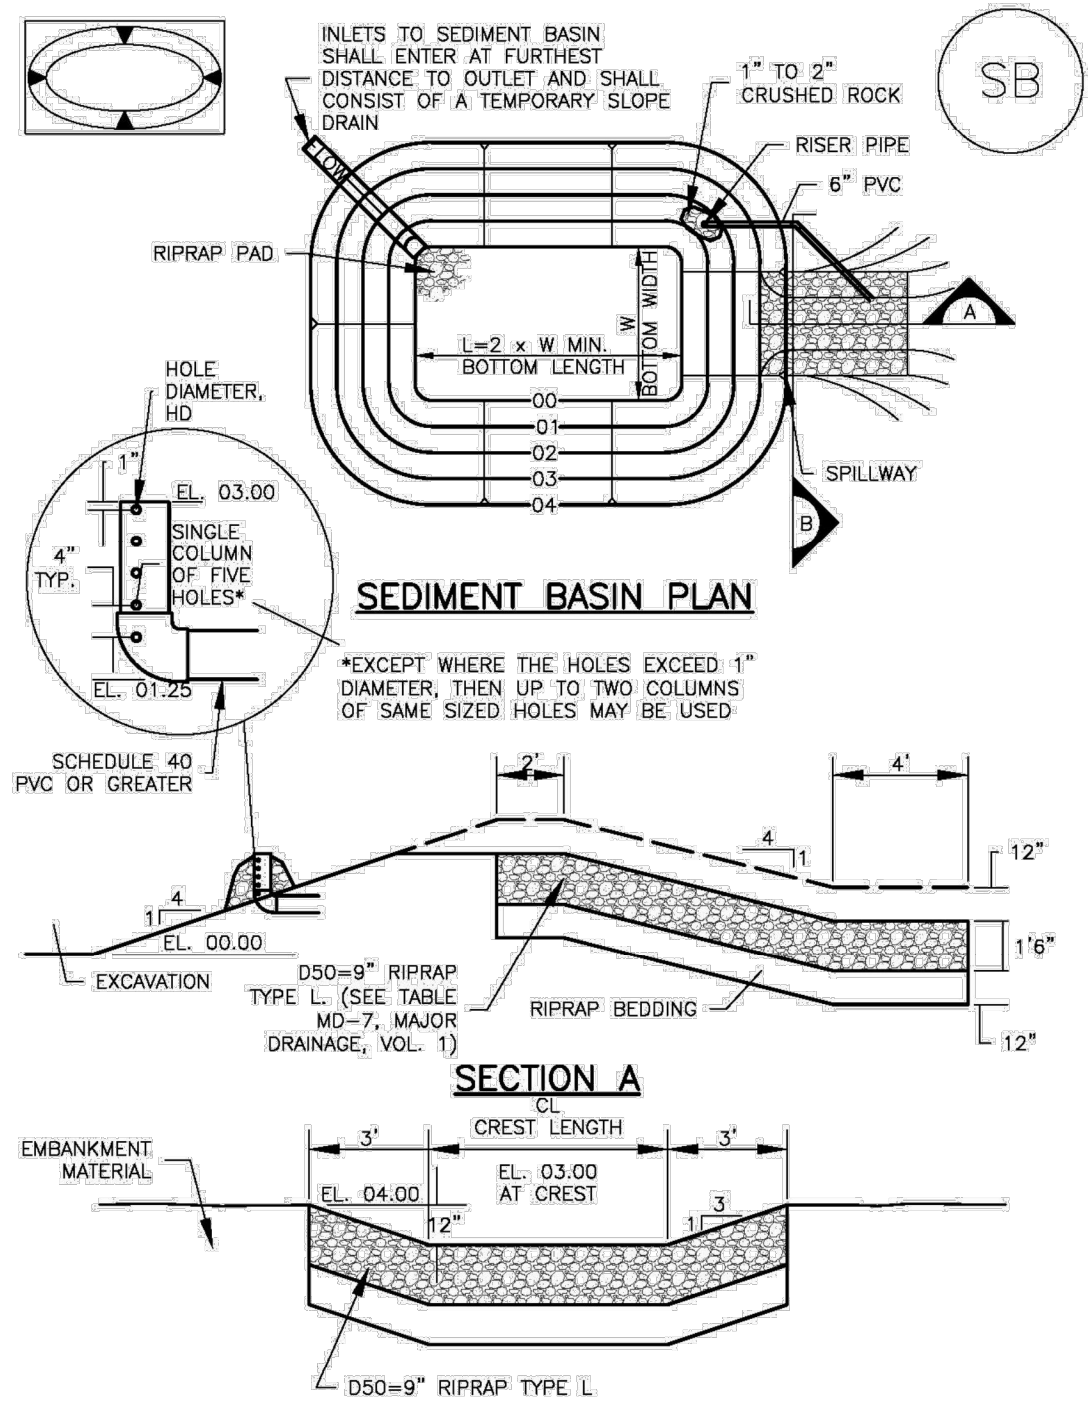 INLETS TO SEDIMENT BASIN
SHALL ENTER AT FURTHEST
DISTANCE TO OUTLET AND SHALL
CONSIST OF A TEMPORARY SLOPE
DRAIN
1" TO 2"
CRUSHED ROCK
SB
RISER PIPE
6" PVC
FLOW
RIPRAP PAD
W
BOTTOM WIDTH
L=2 x W MIN.
BOTTOM LENGTH
A
00
01
02
03
04
SPILLWAY
B
HOLE
DIAMETER,
HD
1"
EL. 03.00
4"
TYP.
SINGLE
COLUMN
OF FIVE
HOLES*
EL. 01.25
SEDIMENT BASIN PLAN
*EXCEPT WHERE THE HOLES EXCEED 1"
DIAMETER, THEN UP TO TWO COLUMNS
OF SAME SIZED HOLES MAY BE USED
SCHEDULE 40
PVC OR GREATER
2'
4'
4
1
12"
4
1
EL. 00.00
EXCAVATION
1'6"
D50=9" RIPRAP
TYPE L. (SEE TABLE
MD-7, MAJOR
DRAINAGE, VOL. 1)
RIPRAP BEDDING
12"
SECTION A
CL
CREST LENGTH
EMBANKMENT
MATERIAL
3'
3'
EL. 04.00
EL. 03.00
AT CREST
12"
3
1
D50=9" RIPRAP TYPE L